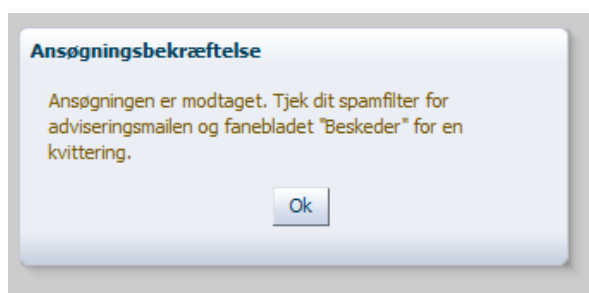 Ansøgningsbekræftelse
Ansøgningen er modtaget. Tjek dit spamfilter for
adviseringsmailen og fanebladet "Beskeder" for en
kvittering.
Ok